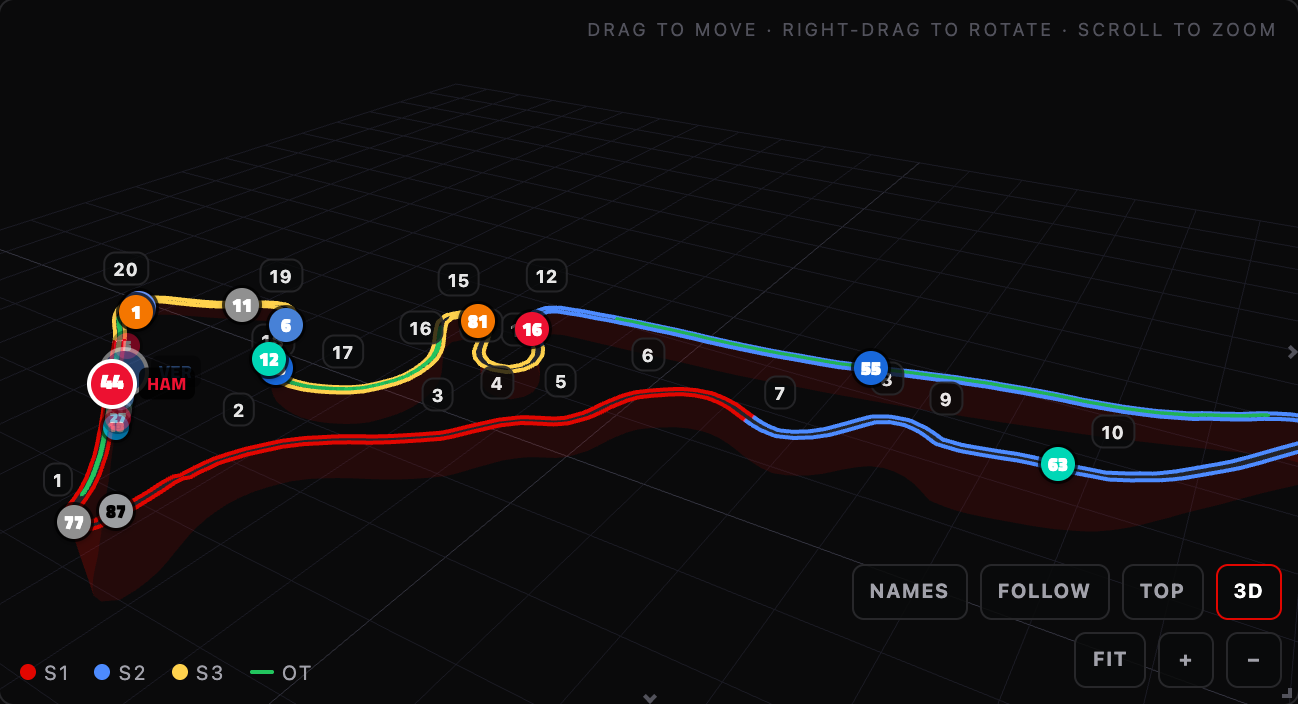 DRAG TO MOVE · RIGHT-DRAG TO ROTATE · SCROLL TO ZOOM
20
19
15
12
1
11
81
16
6
16
12
17
6
55
9
44
HAM
4
5
7
3
2
27
10
1
63
87
77
NAMES
FOLLOW
TOP
3D
FIT
+
−
S1
S2
S3
OT